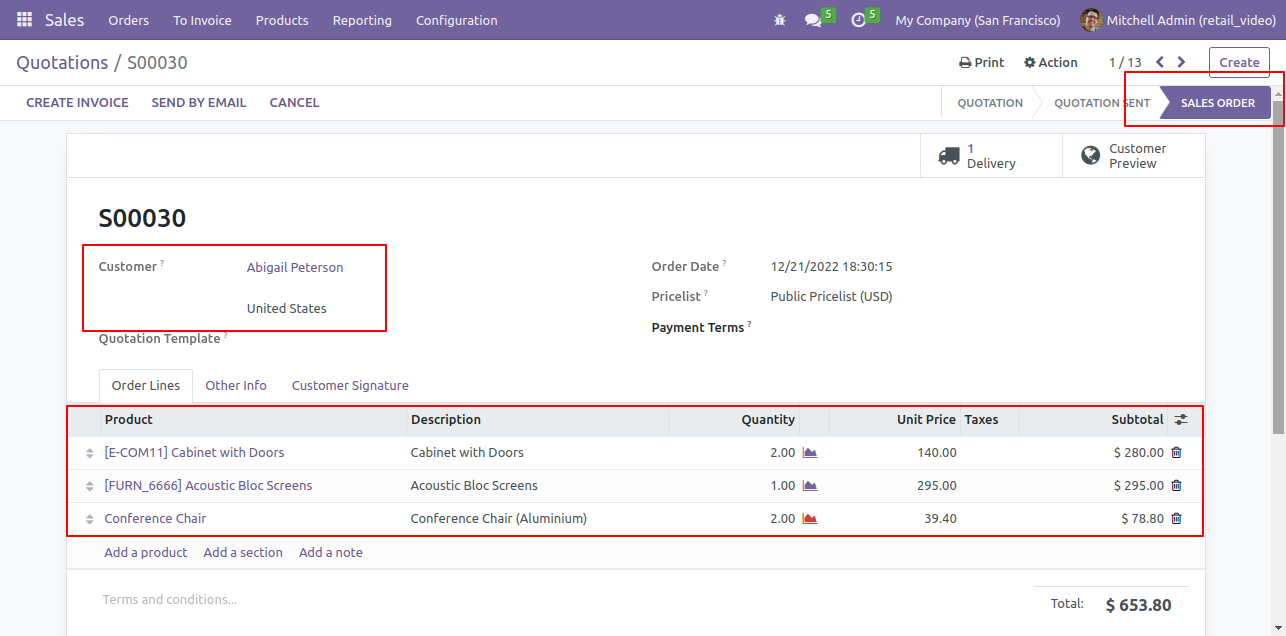 Sales Orders To Invoice Products Reporting Configuration 5 5 My Company (San Francisco) Mitchell Admin (retail_video)
Quotations / S00030 Print Action 1 / 13 Create
CREATE INVOICE SEND BY EMAIL CANCEL QUOTATION QUOTATION SENT SALES ORDER
1 Delivery
Customer Preview
S00030
Customer ? Abigail Peterson
United States
Quotation Template ?
Order Date ? 12/21/2022 18:30:15
Pricelist ? Public Pricelist (USD)
Payment Terms ?
Order Lines Other Info Customer Signature
Product Description Quantity Unit Price Taxes Subtotal
[E-COM11] Cabinet with Doors Cabinet with Doors 2.00 140.00 $ 280.00
[FURN_6666] Acoustic Bloc Screens Acoustic Bloc Screens 1.00 295.00 $ 295.00
Conference Chair Conference Chair (Aluminium) 2.00 39.40 $ 78.80
Add a product Add a section Add a note
Terms and conditions...
Total: $ 653.80